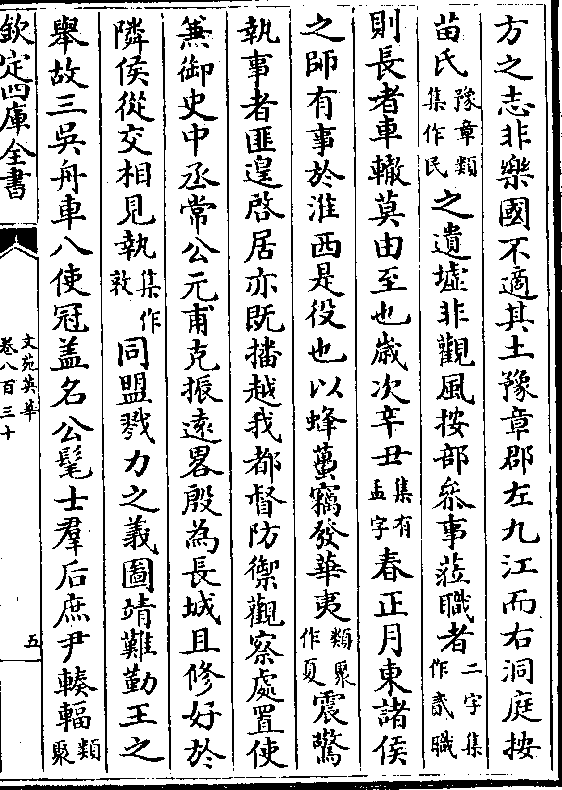 方之志非樂國不適其土豫章郡左九江而右洞庭按
苗氏豫章類集作民之遺墟非觀風按部叅事蒞職者二字集作貳職
則長者車轍莫由至也歲次辛丑集有孟字春正月東諸侯
之師有事於淮西是役也以蜂蠆竊發華夷類聚作夏震驚
執事者匪遑啓居亦既播越我都督防禦觀察處置使
兼御史中丞常公元甫克振遠畧殷為長城且修好於
隣侯從交相見執集作敦同盟戮力之義圖靖難勤王之
舉故三吳舟車八使冠盖名公髦士羣后庶尹輳輻類聚
欽定四庫全書
文苑英華
卷八百三十
五